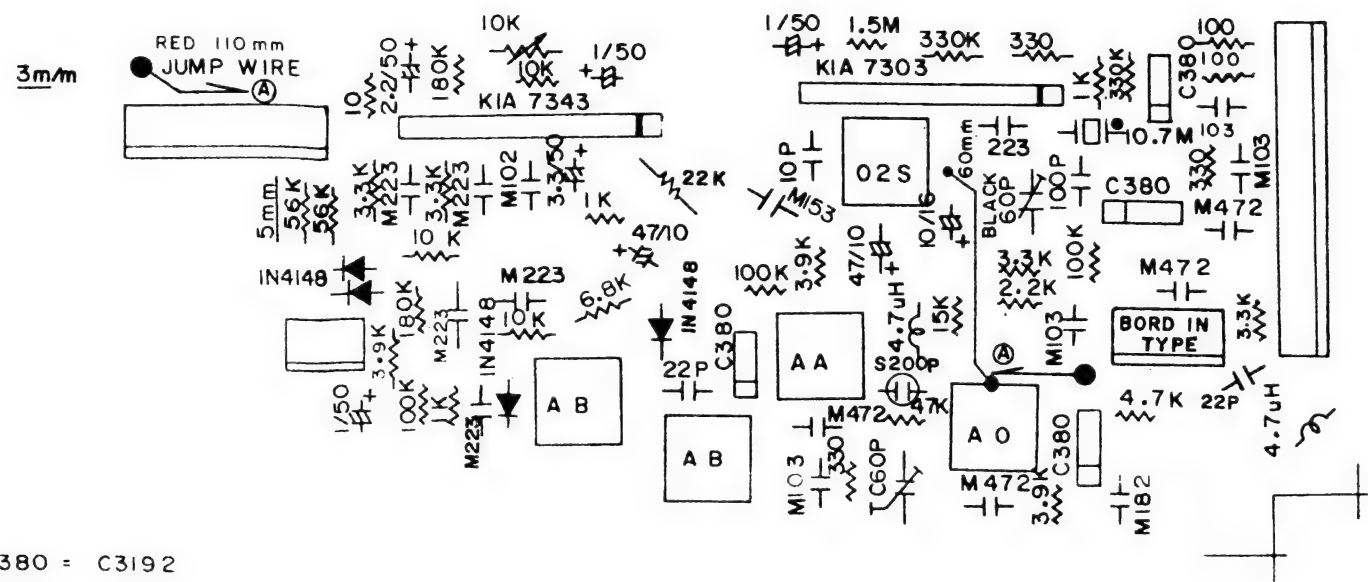 RED 110mm
JUMP WIRE
A
3m/m
10
2.2/50 +
180K
10K
10K
1/50
+
KIA 7343
1/50
+
1.5M
330K
330
KIA 7303
1K
330K
C380
100
100
103
10.7M
223
M103
330
C380
M472
100P
60P
BLACK
60mm
02S
10P
M153
10/16
+
47/10
+
22K
3.3/50
M102
M223
3.3K
M223
3.3K
56K
56K
5mm
1K
10K
47/10
+
100K
3.9K
3.3K
2.2K
100K
M472
BORD IN
TYPE
3.3K
IN4148
180K
M223
IN4148
M223
10K
6.8K
IN4148
C380
4.7uH
15K
M103
A
3.9K
AA
S200P
22P
1/50
+
100K
1K
M223
AB
AB
M472
47K
AO
C380
4.7K
22P
4.7uH
M103
330
TC60P
M472
3.9K
M182
380 = C3192